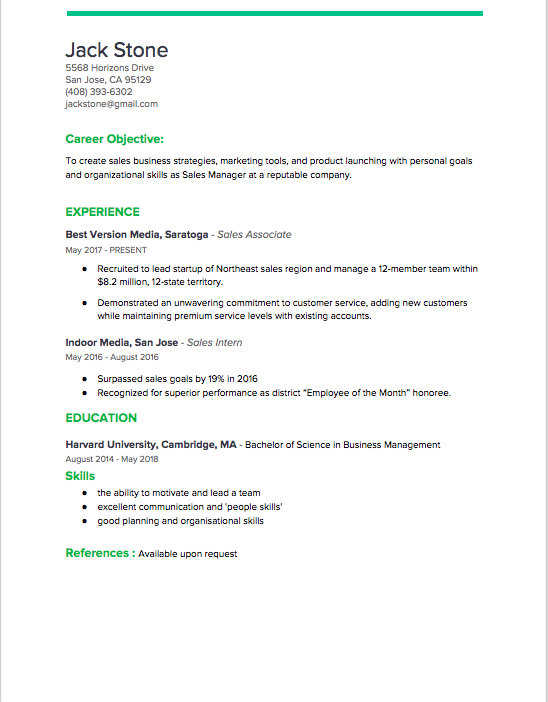 Jack Stone
5568 Horizons Drive
San Jose, CA 95129
(408) 393-6302
jackstone@gmail.com
Career Objective:
To create sales business strategies, marketing tools, and product launching with personal goals
and organizational skills as Sales Manager at a reputable company.
EXPERIENCE
Best Version Media, Saratoga - Sales Associate
May 2017 - PRESENT
● Recruited to lead startup of Northeast sales region and manage a 12-member team within
$8.2 million, 12-state territory.
● Demonstrated an unwavering commitment to customer service, adding new customers
while maintaining premium service levels with existing accounts.
Indoor Media, San Jose - Sales Intern
May 2016 - August 2016
● Surpassed sales goals by 19% in 2016
● Recognized for superior performance as district “Employee of the Month” honoree.
EDUCATION
Harvard University, Cambridge, MA - Bachelor of Science in Business Management
August 2014 - May 2018
Skills
● the ability to motivate and lead a team
● excellent communication and 'people skills'
● good planning and organisational skills
References : Available upon request